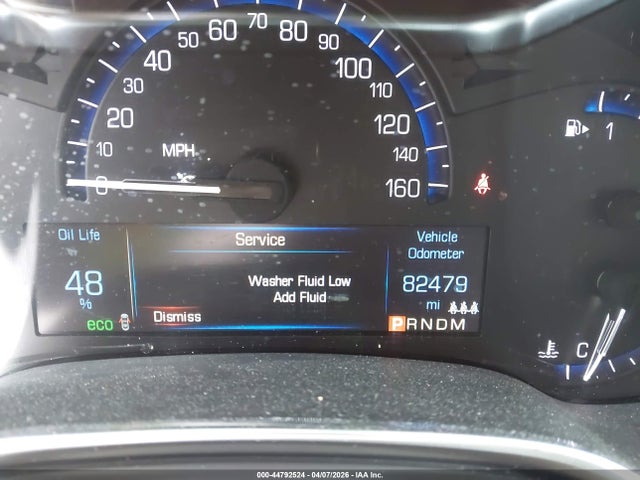 0 10 20 30 40 50 60 70 80 90 100 110 120 140 160
MPH
1
Oil Life
48
%
eco
Service
Washer Fluid Low
Add Fluid
Dismiss
Vehicle
Odometer
82479
mi
PRNDM
C
000-44792524 | 04/07/2026 | IAA Inc.